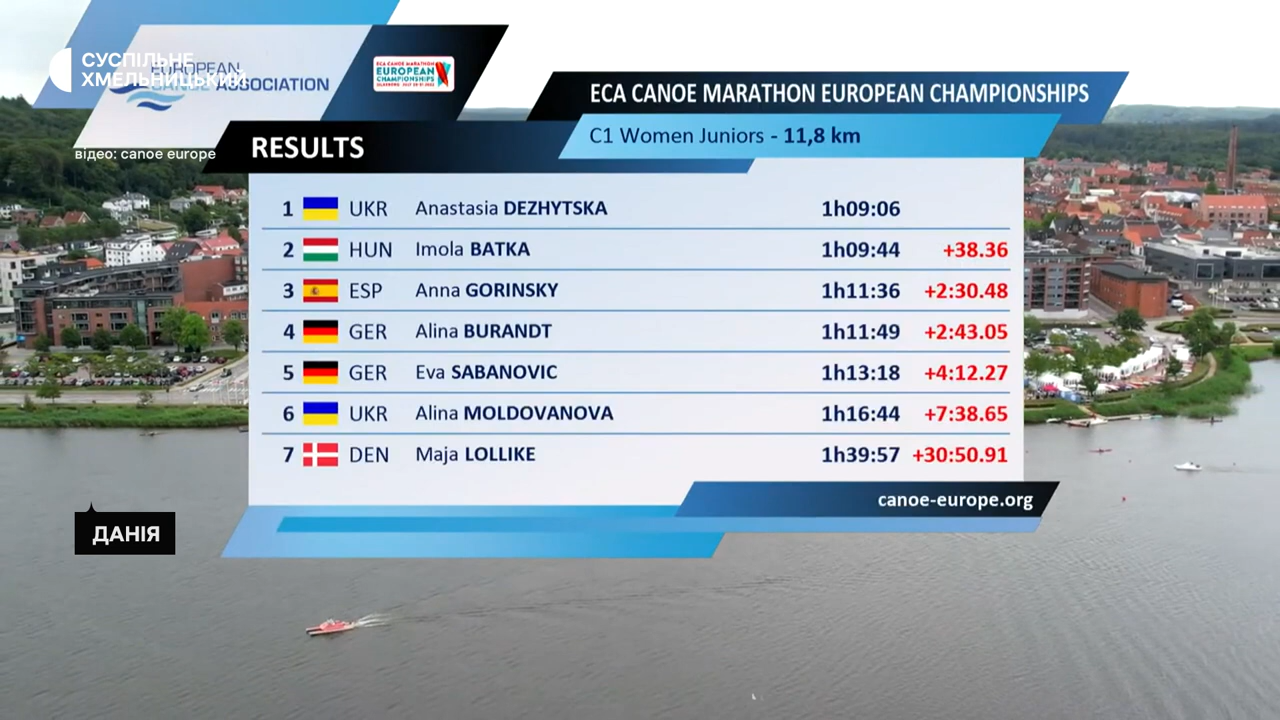 СУСПІЛЬНЕ
ХМЕЛЬНИЦЬКИЙ
EUROPEAN
CANOE ASSOCIATION
ECA CANOE MARATHON
EUROPEAN
CHAMPIONSHIPS
відео: canoe europe
ECA CANOE MARATHON EUROPEAN CHAMPIONSHIPS
RESULTS
C1 Women Juniors - 11,8 km
1 UKR Anastasia DEZHYTSKA 1h09:06
2 HUN Imola BATKA 1h09:44 +38.36
3 ESP Anna GORINSKY 1h11:36 +2:30.48
4 GER Alina BURANDT 1h11:49 +2:43.05
5 GER Eva SABANOVIC 1h13:18 +4:12.27
6 UKR Alina MOLDOVANOVA 1h16:44 +7:38.65
7 DEN Maja LOLLIKE 1h39:57 +30:50.91
canoe-europe.org
ДАНІЯ